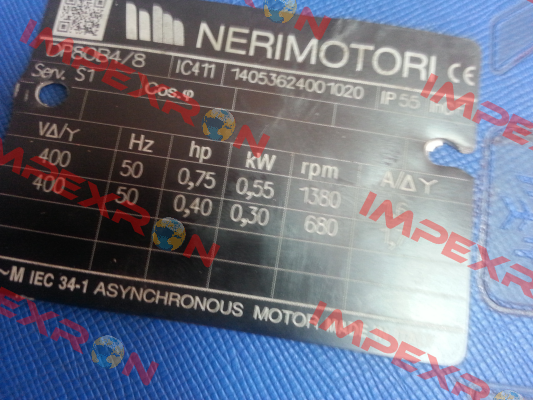 NERIMOTORI CE
DP80B4/8 IC411 14053624001020 IP 55
Serv. S1 Cos.φ
VΔ/Y Hz hp kW rpm A/Δ Y
400 50 0,75 0,55 1380
400 50 0,40 0,30 680
~M IEC 34-1 ASYNCHRONOUS MOTOR
IMPEXRON
IMPEXRON
IMPEXRON
IMPEXRON
IMPEXRON
IMPEXRON